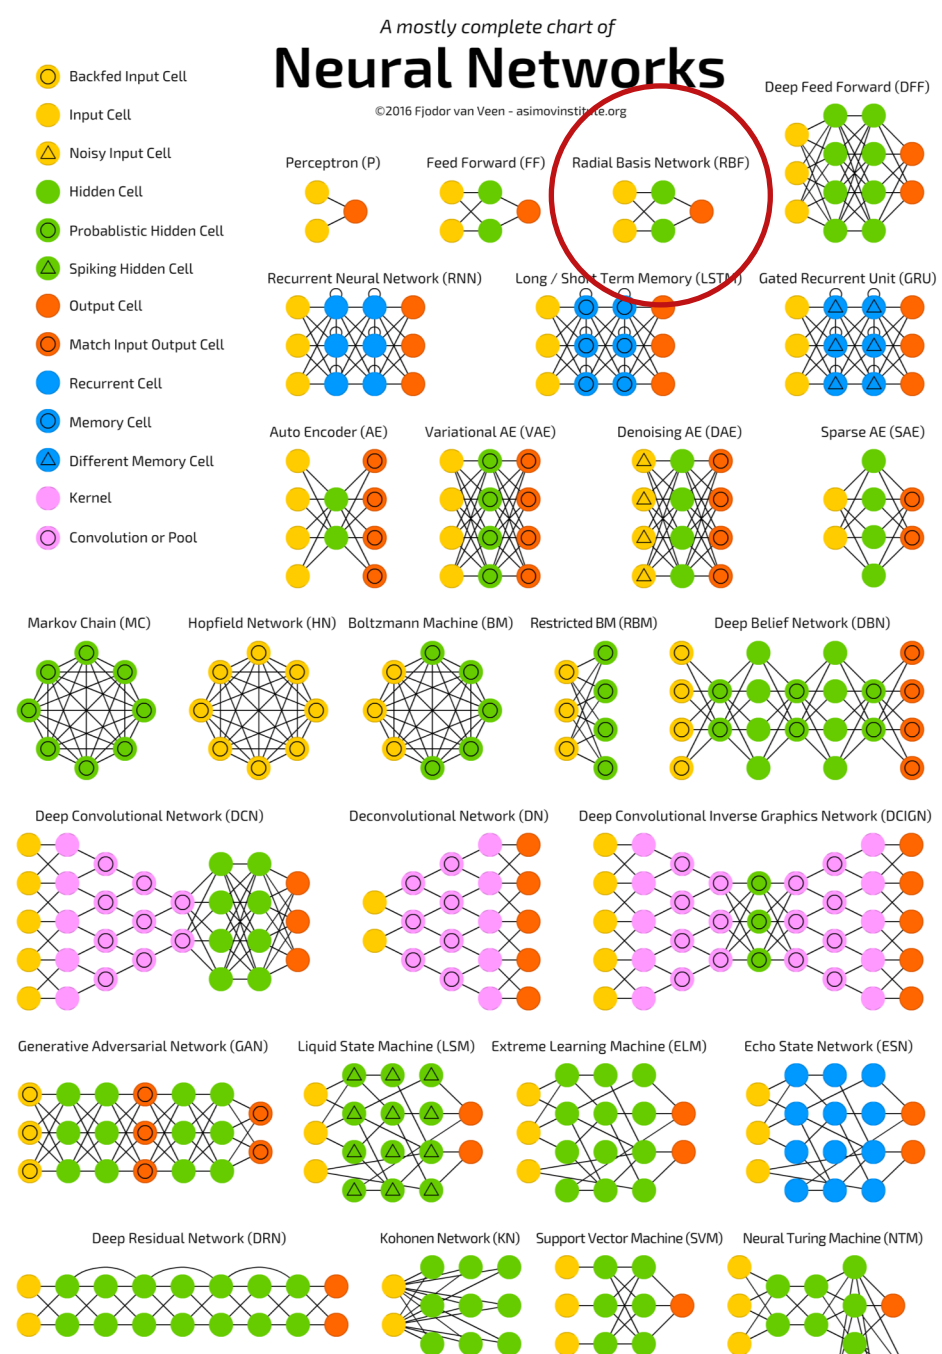 A mostly complete chart of
Neural Networks
©2016 Fjodor van Veen - asimovinstitute.org
Backfed Input Cell
Input Cell
Noisy Input Cell
Hidden Cell
Probablistic Hidden Cell
Spiking Hidden Cell
Output Cell
Match Input Output Cell
Recurrent Cell
Memory Cell
Different Memory Cell
Kernel
Convolution or Pool
Deep Feed Forward (DFF)
Perceptron (P)
Feed Forward (FF)
Radial Basis Network (RBF)
Recurrent Neural Network (RNN)
Long / Short Term Memory (LSTM)
Gated Recurrent Unit (GRU)
Auto Encoder (AE)
Variational AE (VAE)
Denoising AE (DAE)
Sparse AE (SAE)
Markov Chain (MC)
Hopfield Network (HN)
Boltzmann Machine (BM)
Restricted BM (RBM)
Deep Belief Network (DBN)
Deep Convolutional Network (DCN)
Deconvolutional Network (DN)
Deep Convolutional Inverse Graphics Network (DCIGN)
Generative Adversarial Network (GAN)
Liquid State Machine (LSM)
Extreme Learning Machine (ELM)
Echo State Network (ESN)
Deep Residual Network (DRN)
Kohonen Network (KN)
Support Vector Machine (SVM)
Neural Turing Machine (NTM)